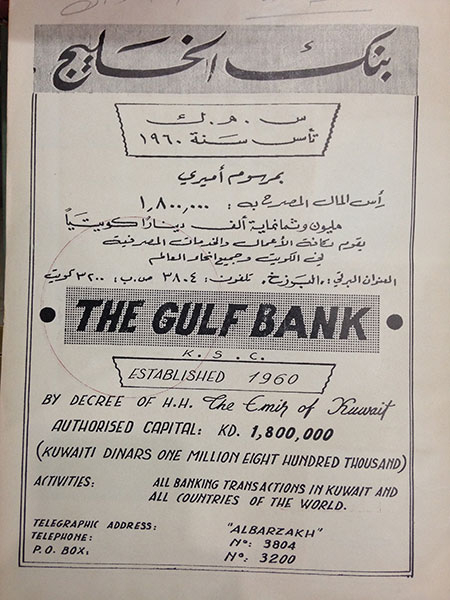 بنك الخليج
س . م . ك
تأسس سنة ١٩٦٠
بمرسوم أميري
رأس المال المصرح به : ١٬٨٠٠٬٠٠٠
مليون وثمانماية ألف ديناراً كويتياً
يقوم بكافة الأعمال والخدمات المصرفية
في الكويت وجميع انحاء العالم
العنوان البرقي : «البرزخ» تلفون : ٣٨٠٤ ص.ب : ٣٢٠٠ كويت
THE GULF BANK
K . S . C .
ESTABLISHED 1960
BY DECREE OF H.H. The Emir of Kuwait
AUTHORISED CAPITAL: KD. 1,800,000
(KUWAITI DINARS ONE MILLION EIGHT HUNDRED THOUSAND)
ACTIVITIES: ALL BANKING TRANSACTIONS IN KUWAIT AND
ALL COUNTRIES OF THE WORLD.
TELEGRAPHIC ADDRESS: "ALBARZAKH"
TELEPHONE: No: 3804
P.O. BOX: No: 3200